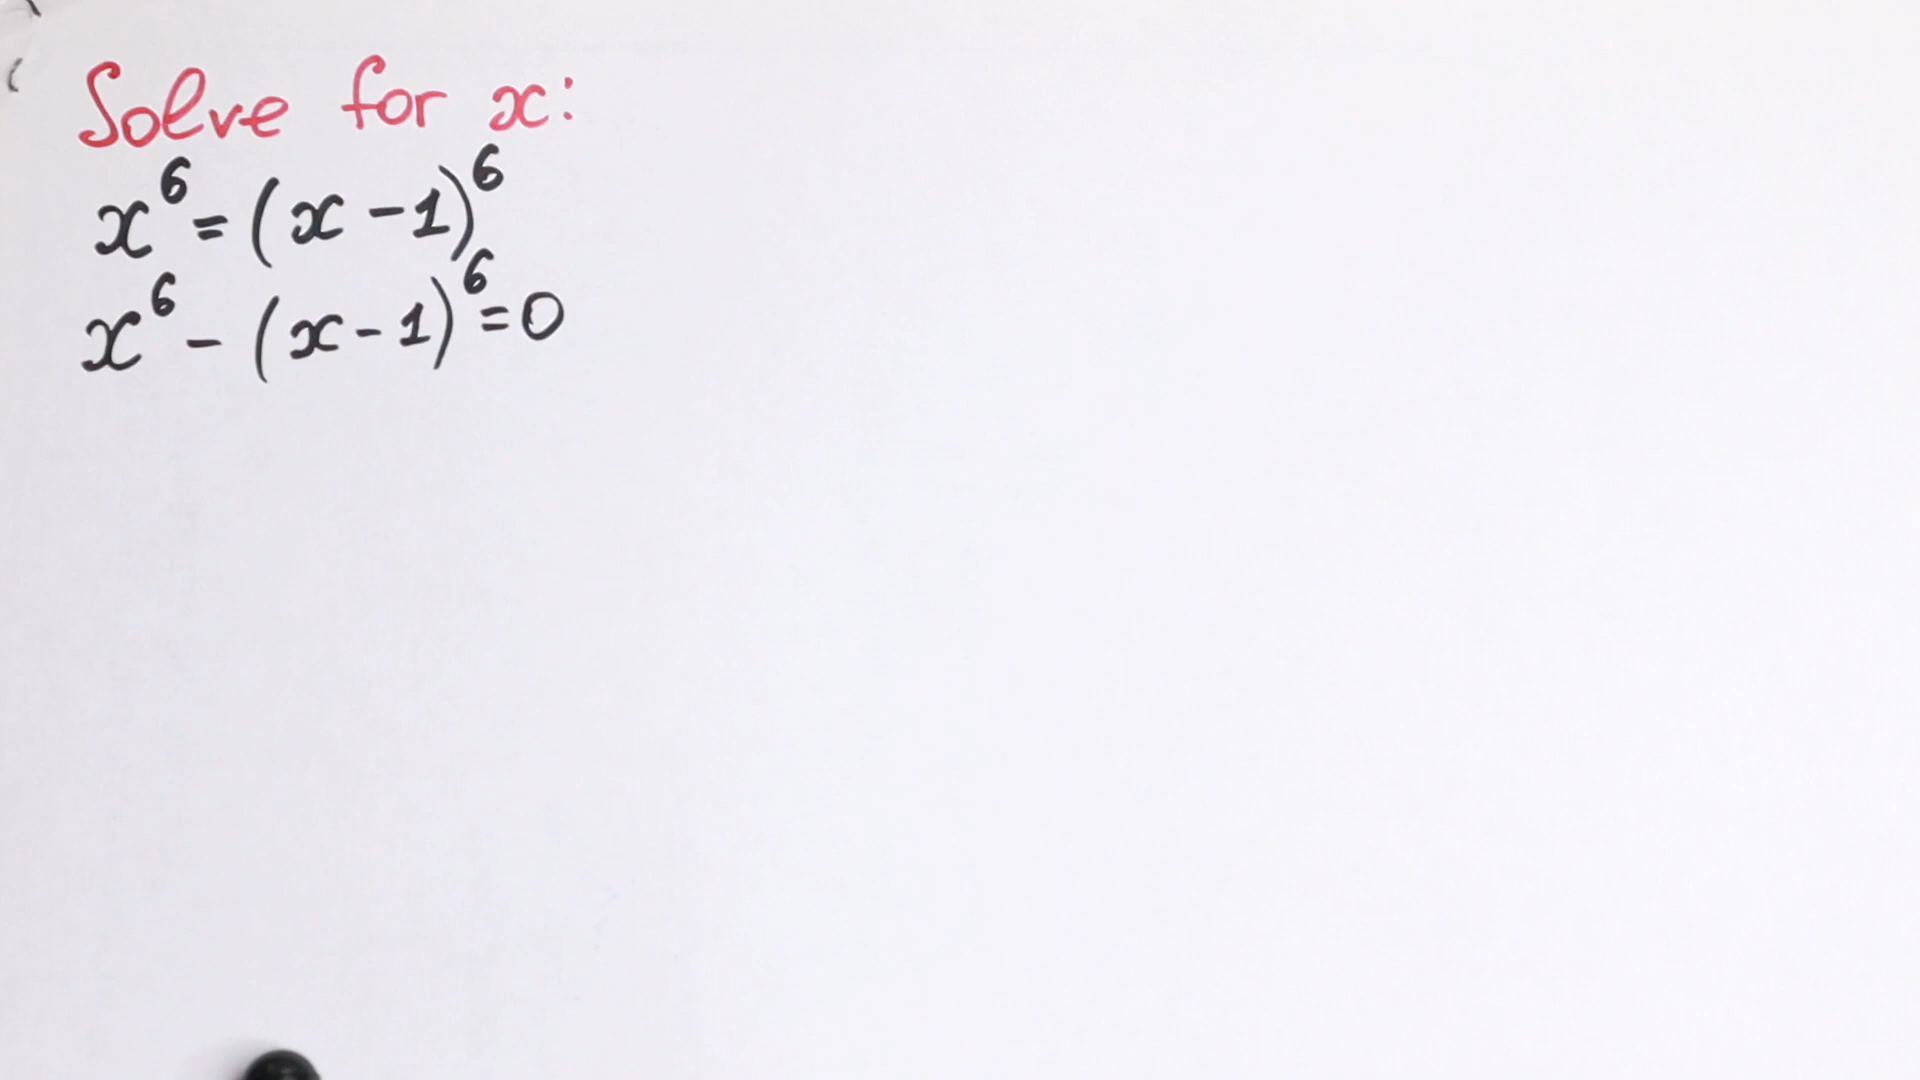 Solve for x:
x⁶ = (x - 1)⁶
x⁶ - (x - 1)⁶ = 0